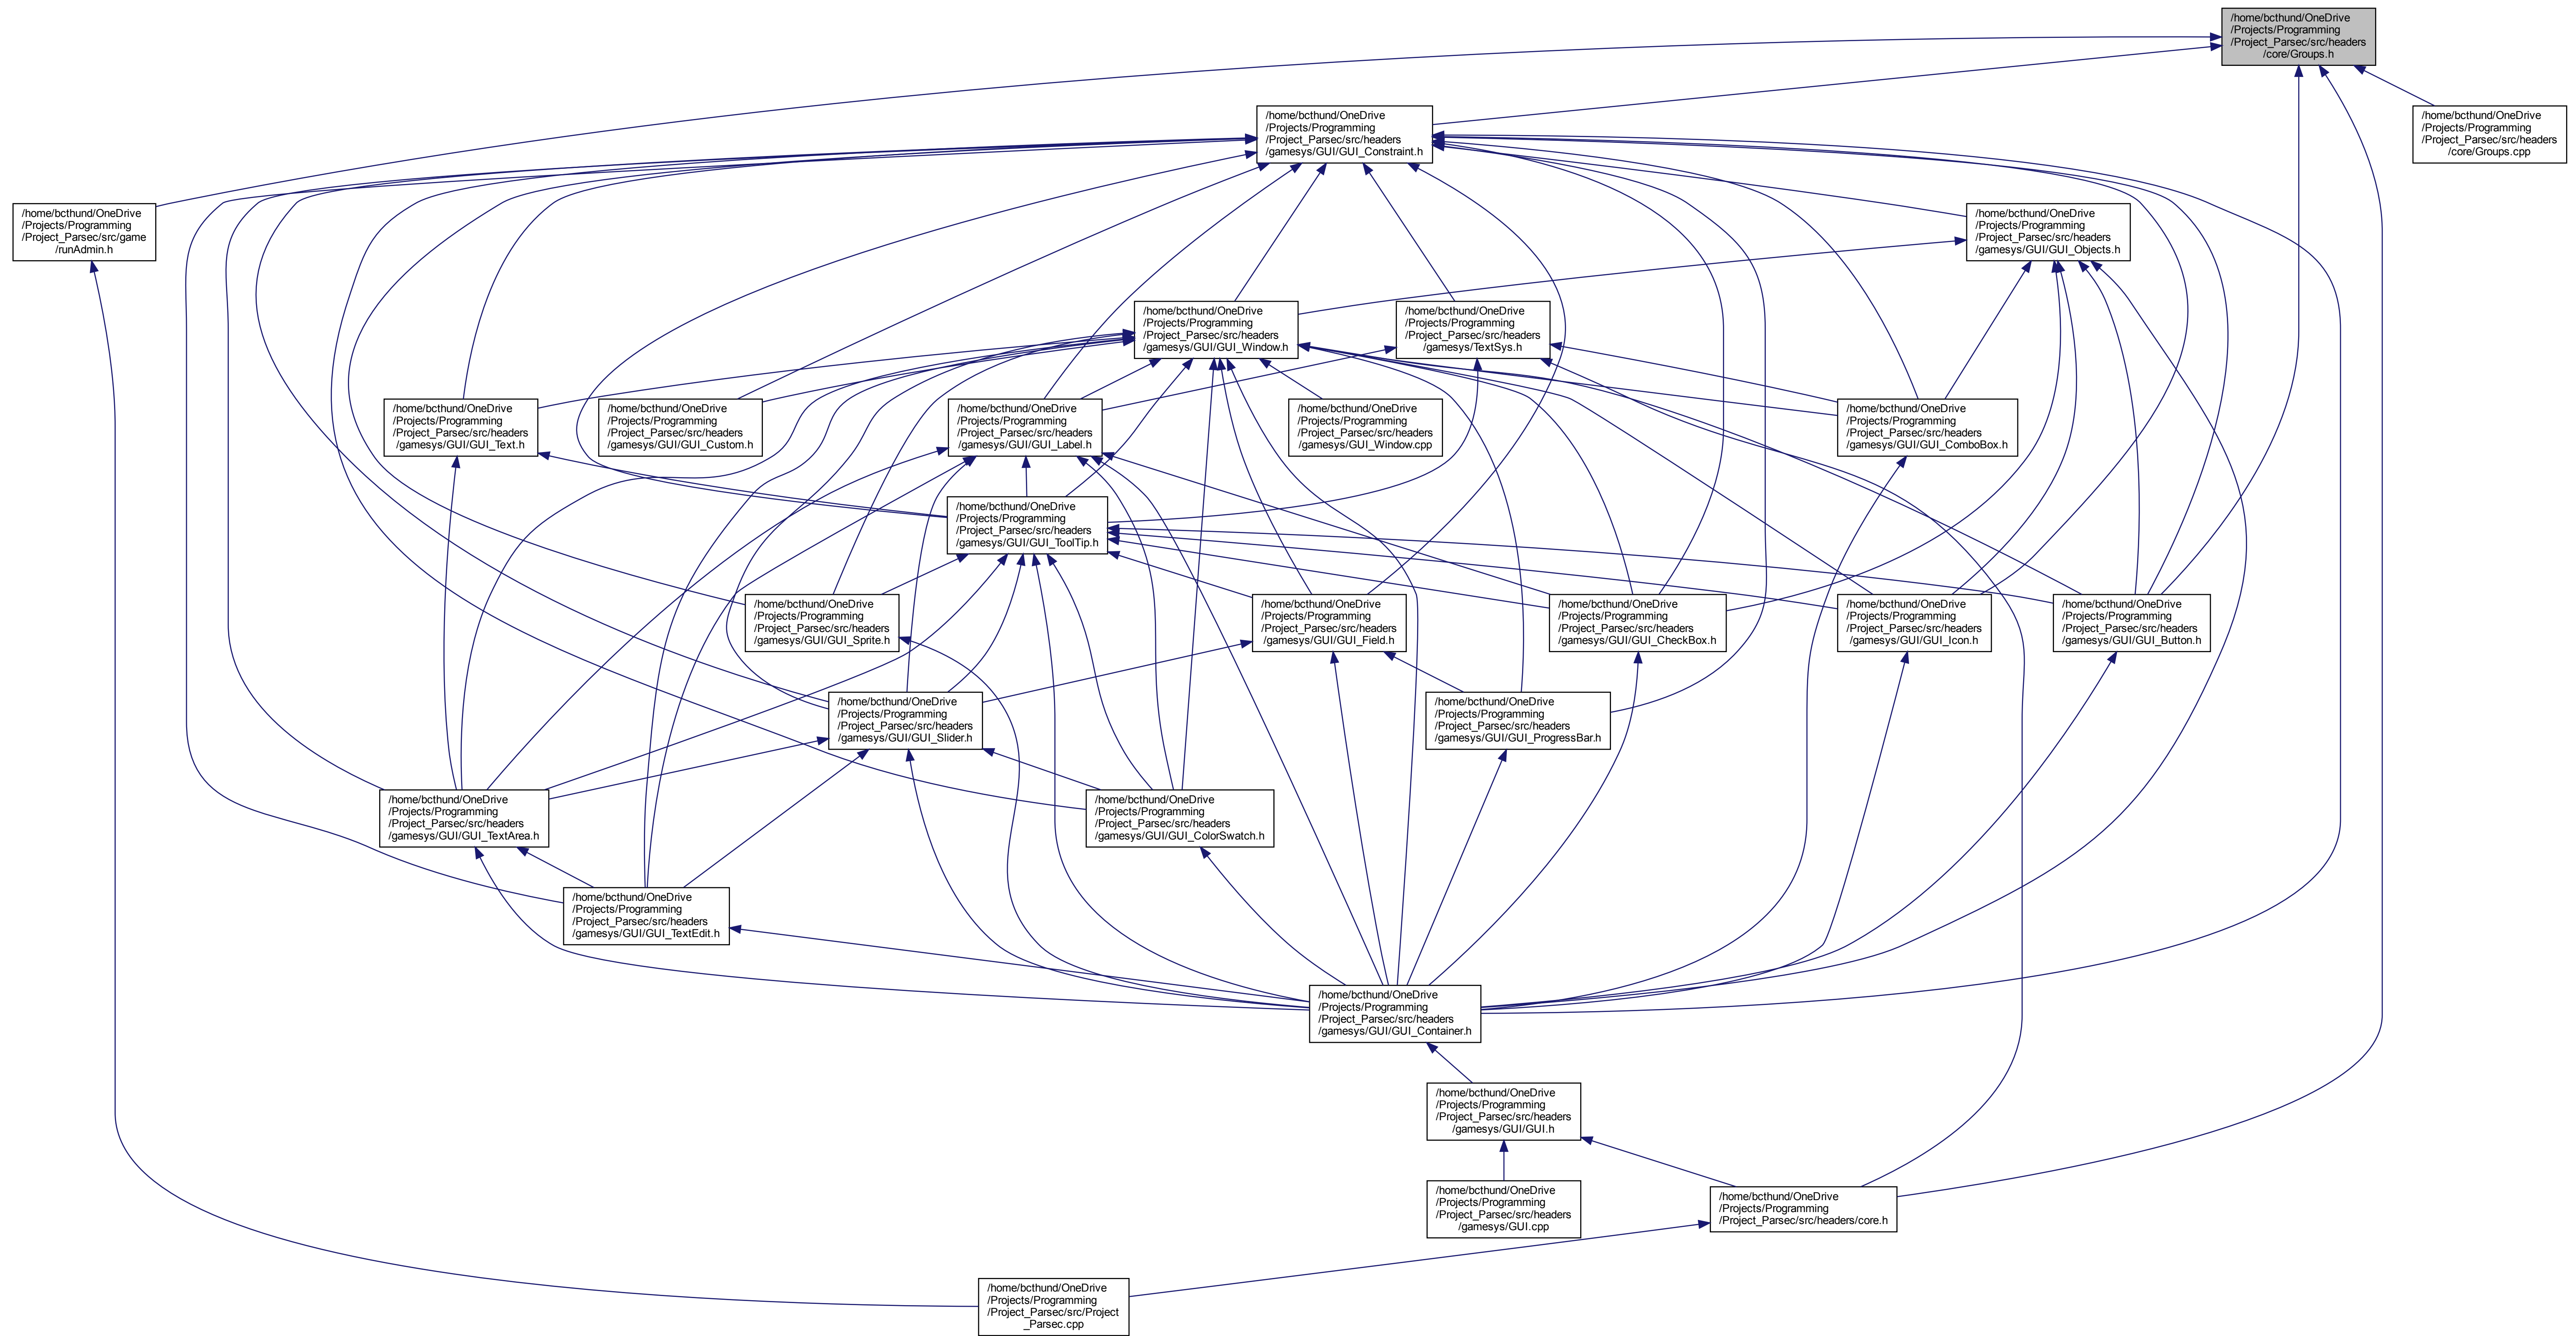 /home/bcthund/OneDrive
/Projects/Programming
/Project_Parsec/src/headers
/core/Groups.h
/home/bcthund/OneDrive
/Projects/Programming
/Project_Parsec/src/headers
/gamesys/GUI/GUI_Constraint.h
/home/bcthund/OneDrive
/Projects/Programming
/Project_Parsec/src/headers
/core/Groups.cpp
/home/bcthund/OneDrive
/Projects/Programming
/Project_Parsec/src/game
/runAdmin.h
/home/bcthund/OneDrive
/Projects/Programming
/Project_Parsec/src/headers
/gamesys/GUI/GUI_Objects.h
/home/bcthund/OneDrive
/Projects/Programming
/Project_Parsec/src/headers
/gamesys/GUI/GUI_Window.h
/home/bcthund/OneDrive
/Projects/Programming
/Project_Parsec/src/headers
/gamesys/TextSys.h
/home/bcthund/OneDrive
/Projects/Programming
/Project_Parsec/src/headers
/gamesys/GUI/GUI_Text.h
/home/bcthund/OneDrive
/Projects/Programming
/Project_Parsec/src/headers
/gamesys/GUI/GUI_Custom.h
/home/bcthund/OneDrive
/Projects/Programming
/Project_Parsec/src/headers
/gamesys/GUI/GUI_Label.h
/home/bcthund/OneDrive
/Projects/Programming
/Project_Parsec/src/headers
/gamesys/GUI_Window.cpp
/home/bcthund/OneDrive
/Projects/Programming
/Project_Parsec/src/headers
/gamesys/GUI/GUI_ComboBox.h
/home/bcthund/OneDrive
/Projects/Programming
/Project_Parsec/src/headers
/gamesys/GUI/GUI_ToolTip.h
/home/bcthund/OneDrive
/Projects/Programming
/Project_Parsec/src/headers
/gamesys/GUI/GUI_Sprite.h
/home/bcthund/OneDrive
/Projects/Programming
/Project_Parsec/src/headers
/gamesys/GUI/GUI_Field.h
/home/bcthund/OneDrive
/Projects/Programming
/Project_Parsec/src/headers
/gamesys/GUI/GUI_CheckBox.h
/home/bcthund/OneDrive
/Projects/Programming
/Project_Parsec/src/headers
/gamesys/GUI/GUI_Icon.h
/home/bcthund/OneDrive
/Projects/Programming
/Project_Parsec/src/headers
/gamesys/GUI/GUI_Button.h
/home/bcthund/OneDrive
/Projects/Programming
/Project_Parsec/src/headers
/gamesys/GUI/GUI_Slider.h
/home/bcthund/OneDrive
/Projects/Programming
/Project_Parsec/src/headers
/gamesys/GUI/GUI_ProgressBar.h
/home/bcthund/OneDrive
/Projects/Programming
/Project_Parsec/src/headers
/gamesys/GUI/GUI_TextArea.h
/home/bcthund/OneDrive
/Projects/Programming
/Project_Parsec/src/headers
/gamesys/GUI/GUI_ColorSwatch.h
/home/bcthund/OneDrive
/Projects/Programming
/Project_Parsec/src/headers
/gamesys/GUI/GUI_TextEdit.h
/home/bcthund/OneDrive
/Projects/Programming
/Project_Parsec/src/headers
/gamesys/GUI/GUI_Container.h
/home/bcthund/OneDrive
/Projects/Programming
/Project_Parsec/src/headers
/gamesys/GUI/GUI.h
/home/bcthund/OneDrive
/Projects/Programming
/Project_Parsec/src/headers
/gamesys/GUI.cpp
/home/bcthund/OneDrive
/Projects/Programming
/Project_Parsec/src/headers/core.h
/home/bcthund/OneDrive
/Projects/Programming
/Project_Parsec/src/Project
_Parsec.cpp